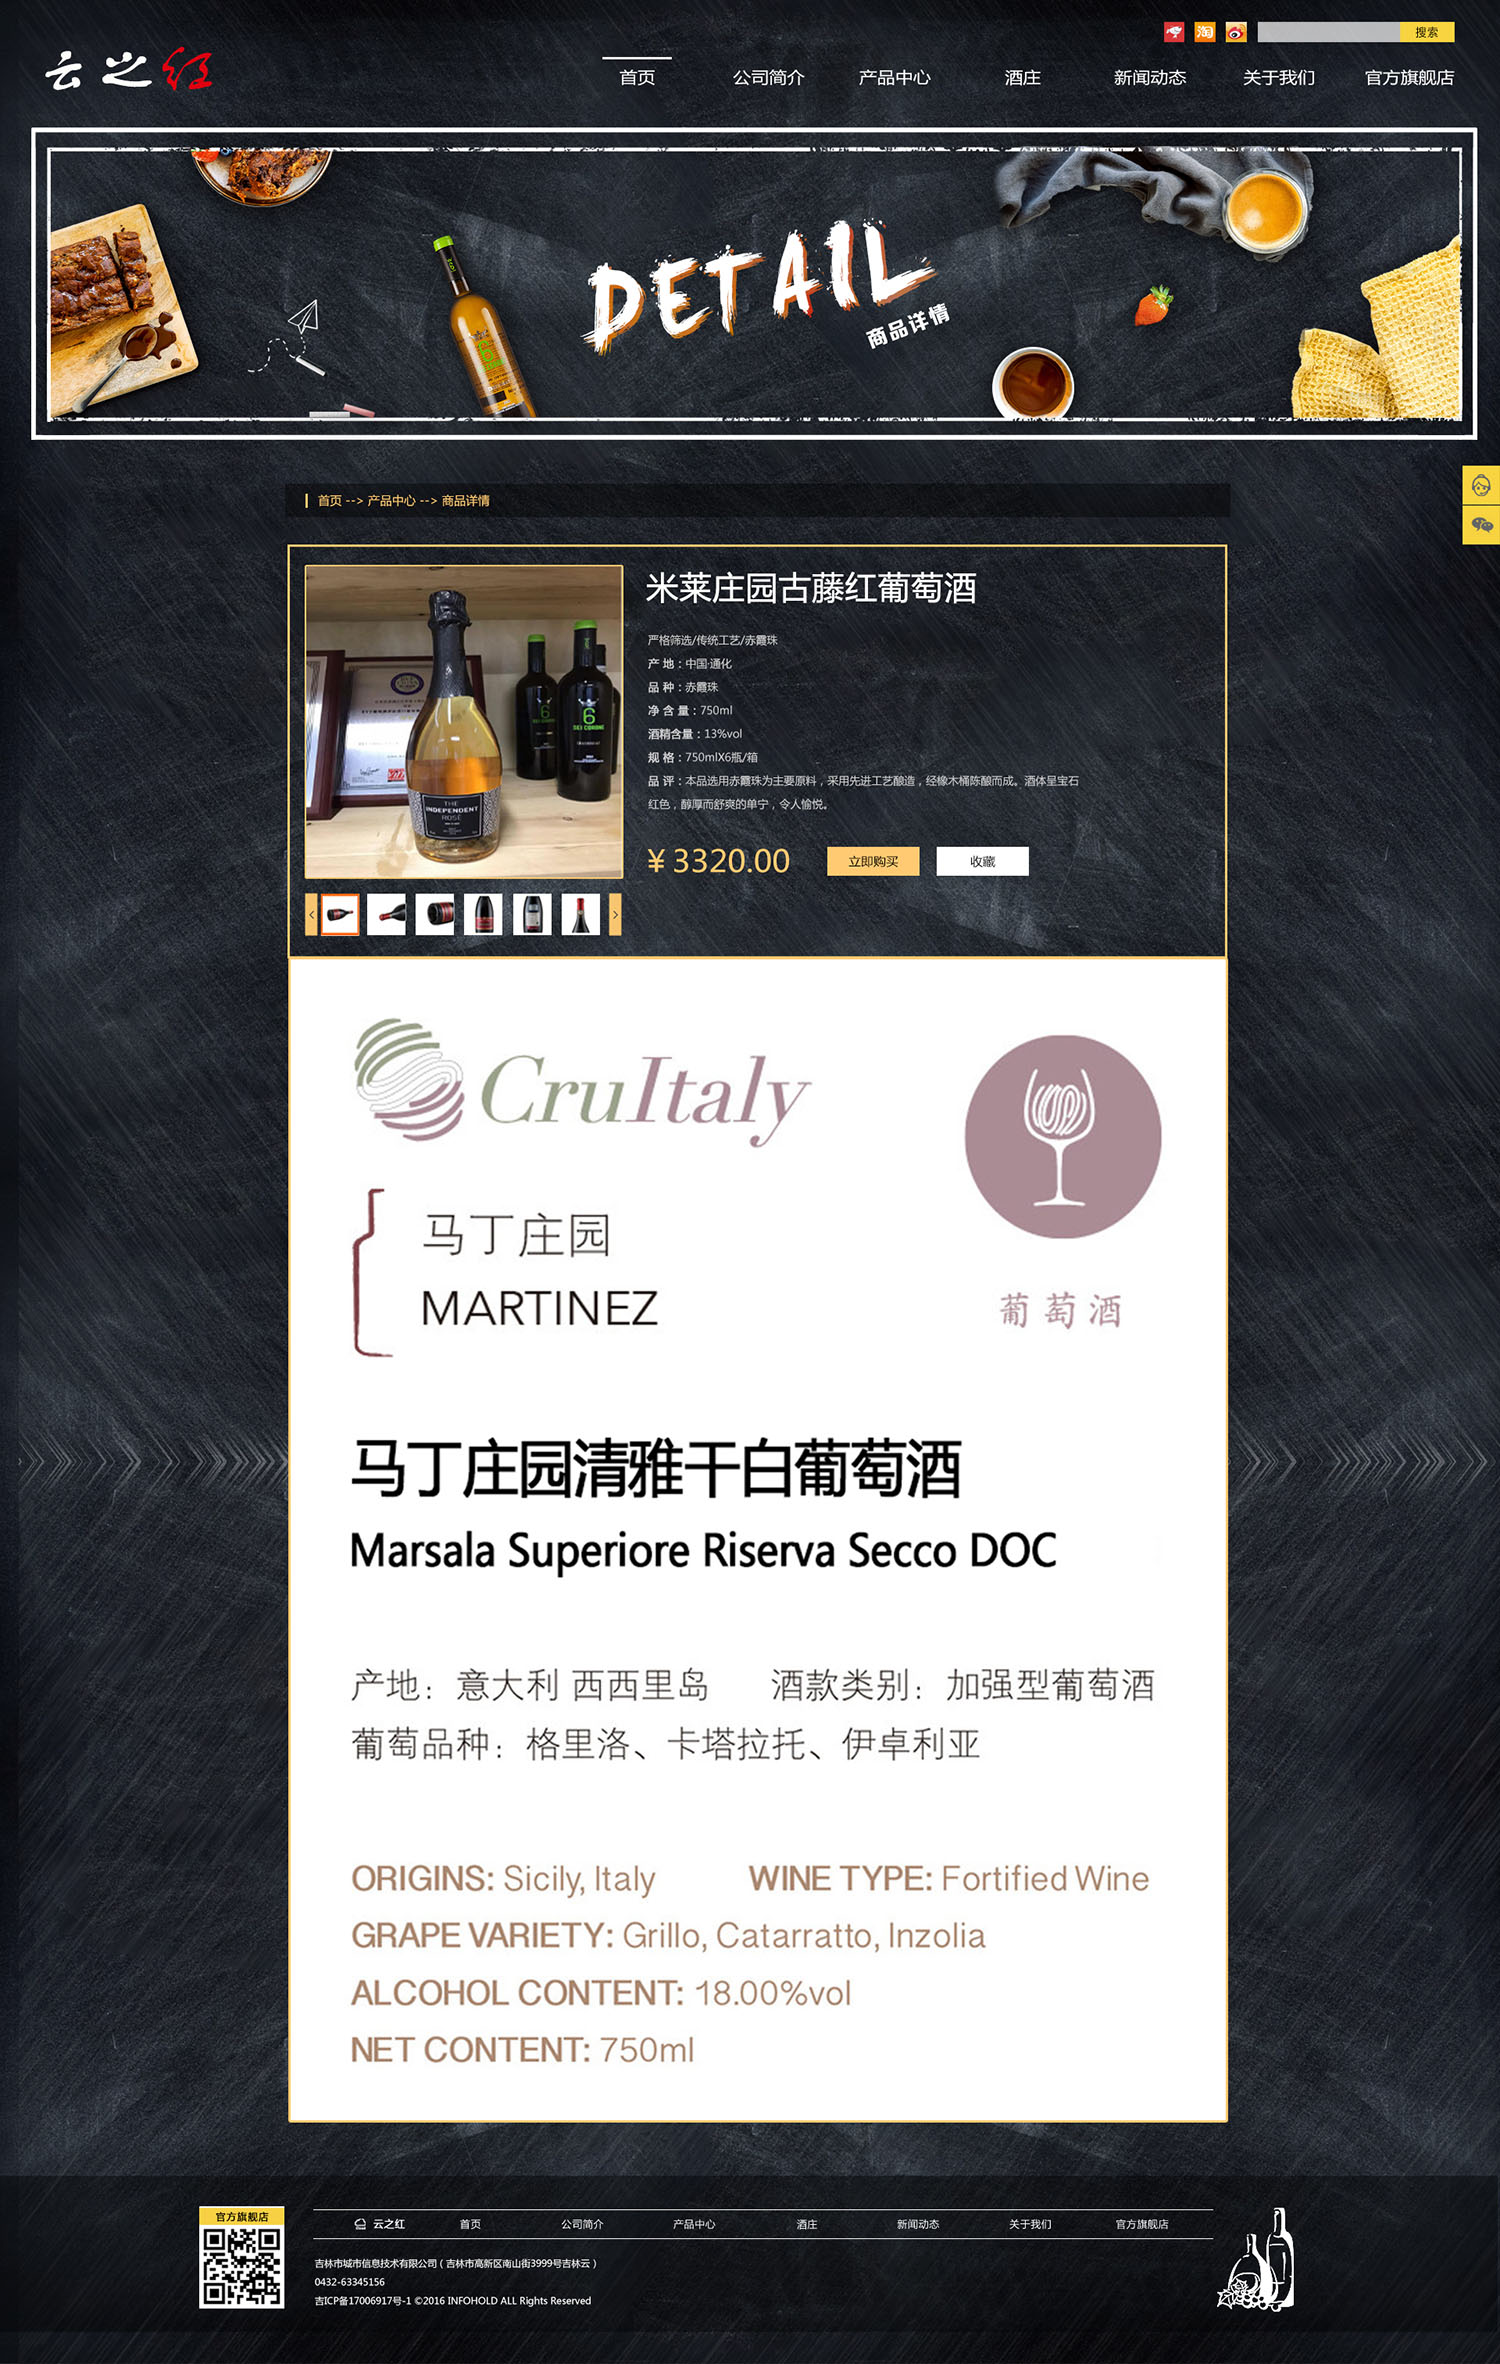 搜索
云之红
首页 公司简介 产品中心 酒庄 新闻动态 关于我们 官方旗舰店
DETAIL
商品详情
首页 --> 产品中心 --> 商品详情
米莱庄园古藤红葡萄酒
严格筛选/传统工艺/赤霞珠
产 地：中国·通化
品 种：赤霞珠
净 含 量：750ml
酒精含量：13%vol
规 格：750mlX6瓶/箱
品 评：本品选用赤霞珠为主要原料，采用先进工艺酿造，经橡木桶陈酿而成。酒体呈宝石
红色，醇厚而舒爽的单宁，令人愉悦。
¥ 3320.00 立即购买 收藏
THE
INDEPENDENT
ROSÉ
6
DEI CORONE
CruItaly
马丁庄园
MARTINEZ
葡萄酒
马丁庄园清雅干白葡萄酒
Marsala Superiore Riserva Secco DOC
产地：意大利 西西里岛 酒款类别：加强型葡萄酒
葡萄品种：格里洛、卡塔拉托、伊卓利亚
ORIGINS: Sicily, Italy WINE TYPE: Fortified Wine
GRAPE VARIETY: Grillo, Catarratto, Inzolia
ALCOHOL CONTENT: 18.00%vol
NET CONTENT: 750ml
官方旗舰店
云之红 首页 公司简介 产品中心 酒庄 新闻动态 关于我们 官方旗舰店
吉林市城市信息技术有限公司（吉林市高新区南山街3999号吉林云）
0432-63345156
吉ICP备17006917号-1 ©2016 INFOHOLD ALL Rights Reserved